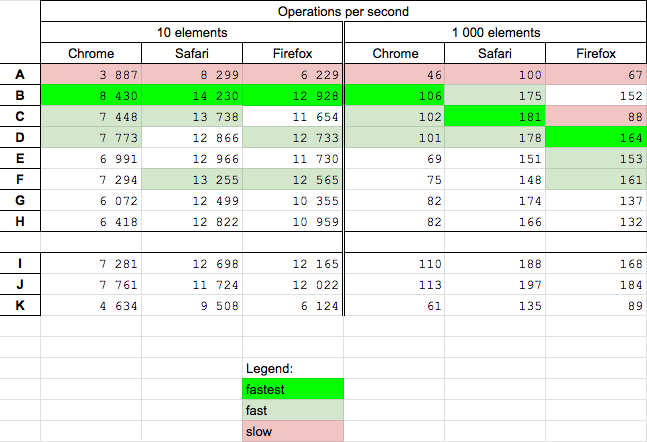 Operations per second
10 elements 1 000 elements
Chrome Safari Firefox Chrome Safari Firefox
A 3 887 8 299 6 229 46 100 67
B 8 430 14 230 12 928 106 175 152
C 7 448 13 738 11 654 102 181 88
D 7 773 12 866 12 733 101 178 164
E 6 991 12 966 11 730 69 151 153
F 7 294 13 255 12 565 75 148 161
G 6 072 12 499 10 355 82 174 137
H 6 418 12 822 10 959 82 166 132
I 7 281 12 698 12 165 110 188 168
J 7 761 11 724 12 022 113 197 184
K 4 634 9 508 6 124 61 135 89
Legend:
fastest
fast
slow